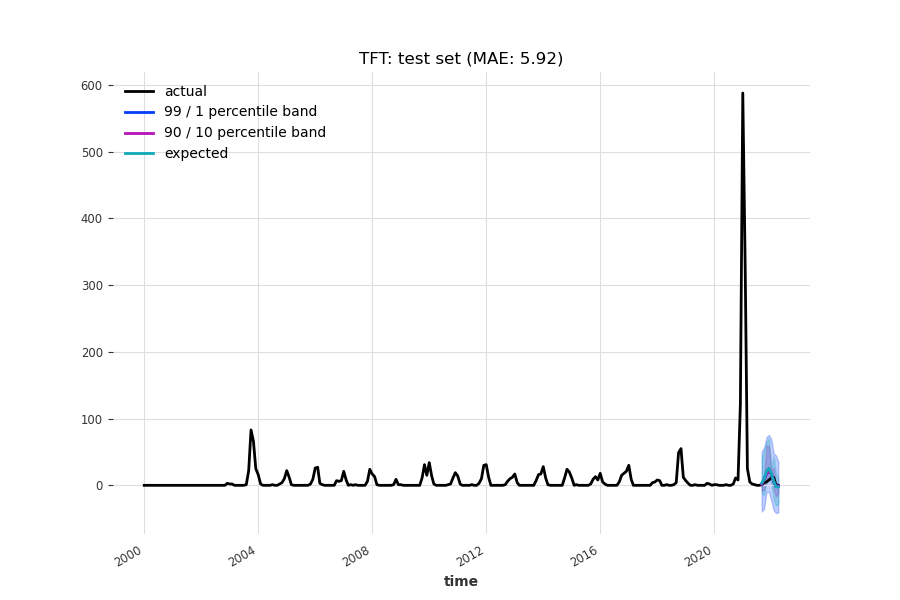 TFT: test set (MAE: 5.92)
actual
99 / 1 percentile band
90 / 10 percentile band
expected
600
500
400
300
200
100
0
2000
2004
2008
2012
2016
2020
time